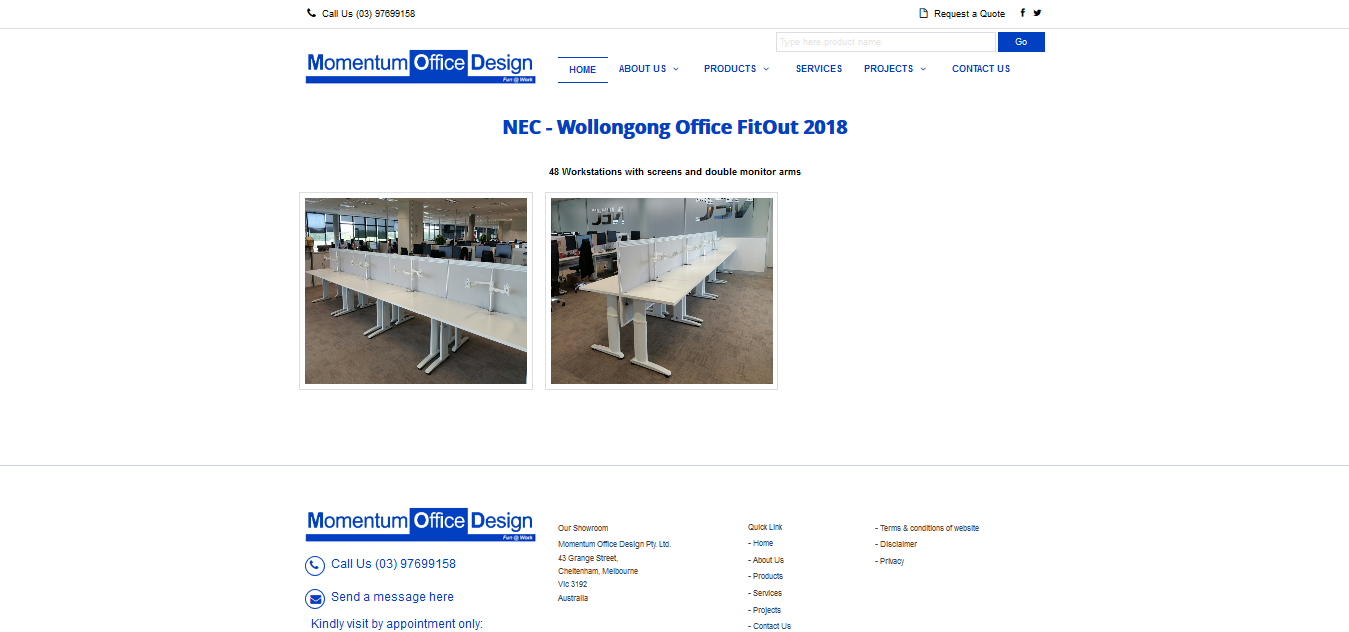 Call Us (03) 97699158
Request a Quote
Type here product name
Go
Momentum Office Design
Fun @ Work
HOME
ABOUT US
PRODUCTS
SERVICES
PROJECTS
CONTACT US
NEC - Wollongong Office FitOut 2018
48 Workstations with screens and double monitor arms
Momentum Office Design
Fun @ Work
Call Us (03) 97699158
Send a message here
Kindly visit by appointment only:
Our Showroom
Momentum Office Design Pty. Ltd.
43 Grange Street,
Cheltenham, Melbourne
Vic 3192
Australia
Quick Link
- Home
- About Us
- Products
- Services
- Projects
- Contact Us
- Terms & conditions of website
- Disclaimer
- Privacy